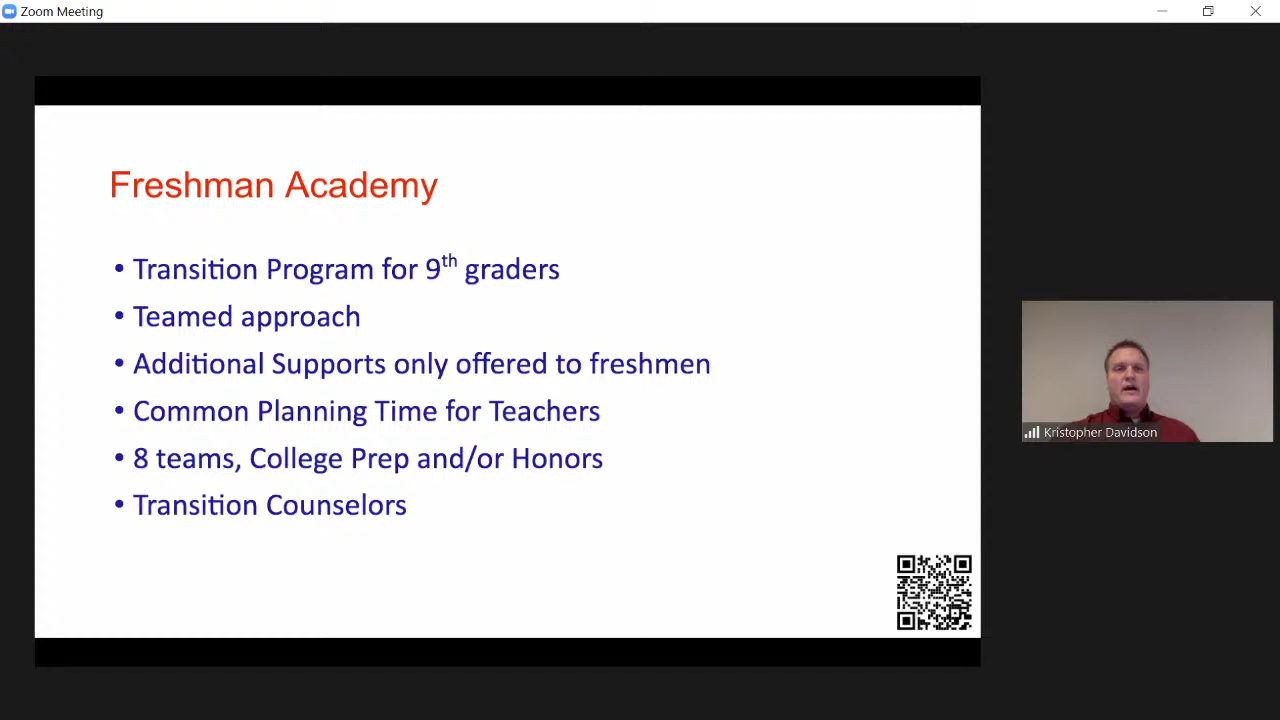 Zoom Meeting
Freshman Academy
• Transition Program for 9th graders
• Teamed approach
• Additional Supports only offered to freshmen
• Common Planning Time for Teachers
• 8 teams, College Prep and/or Honors
• Transition Counselors
Kristopher Davidson